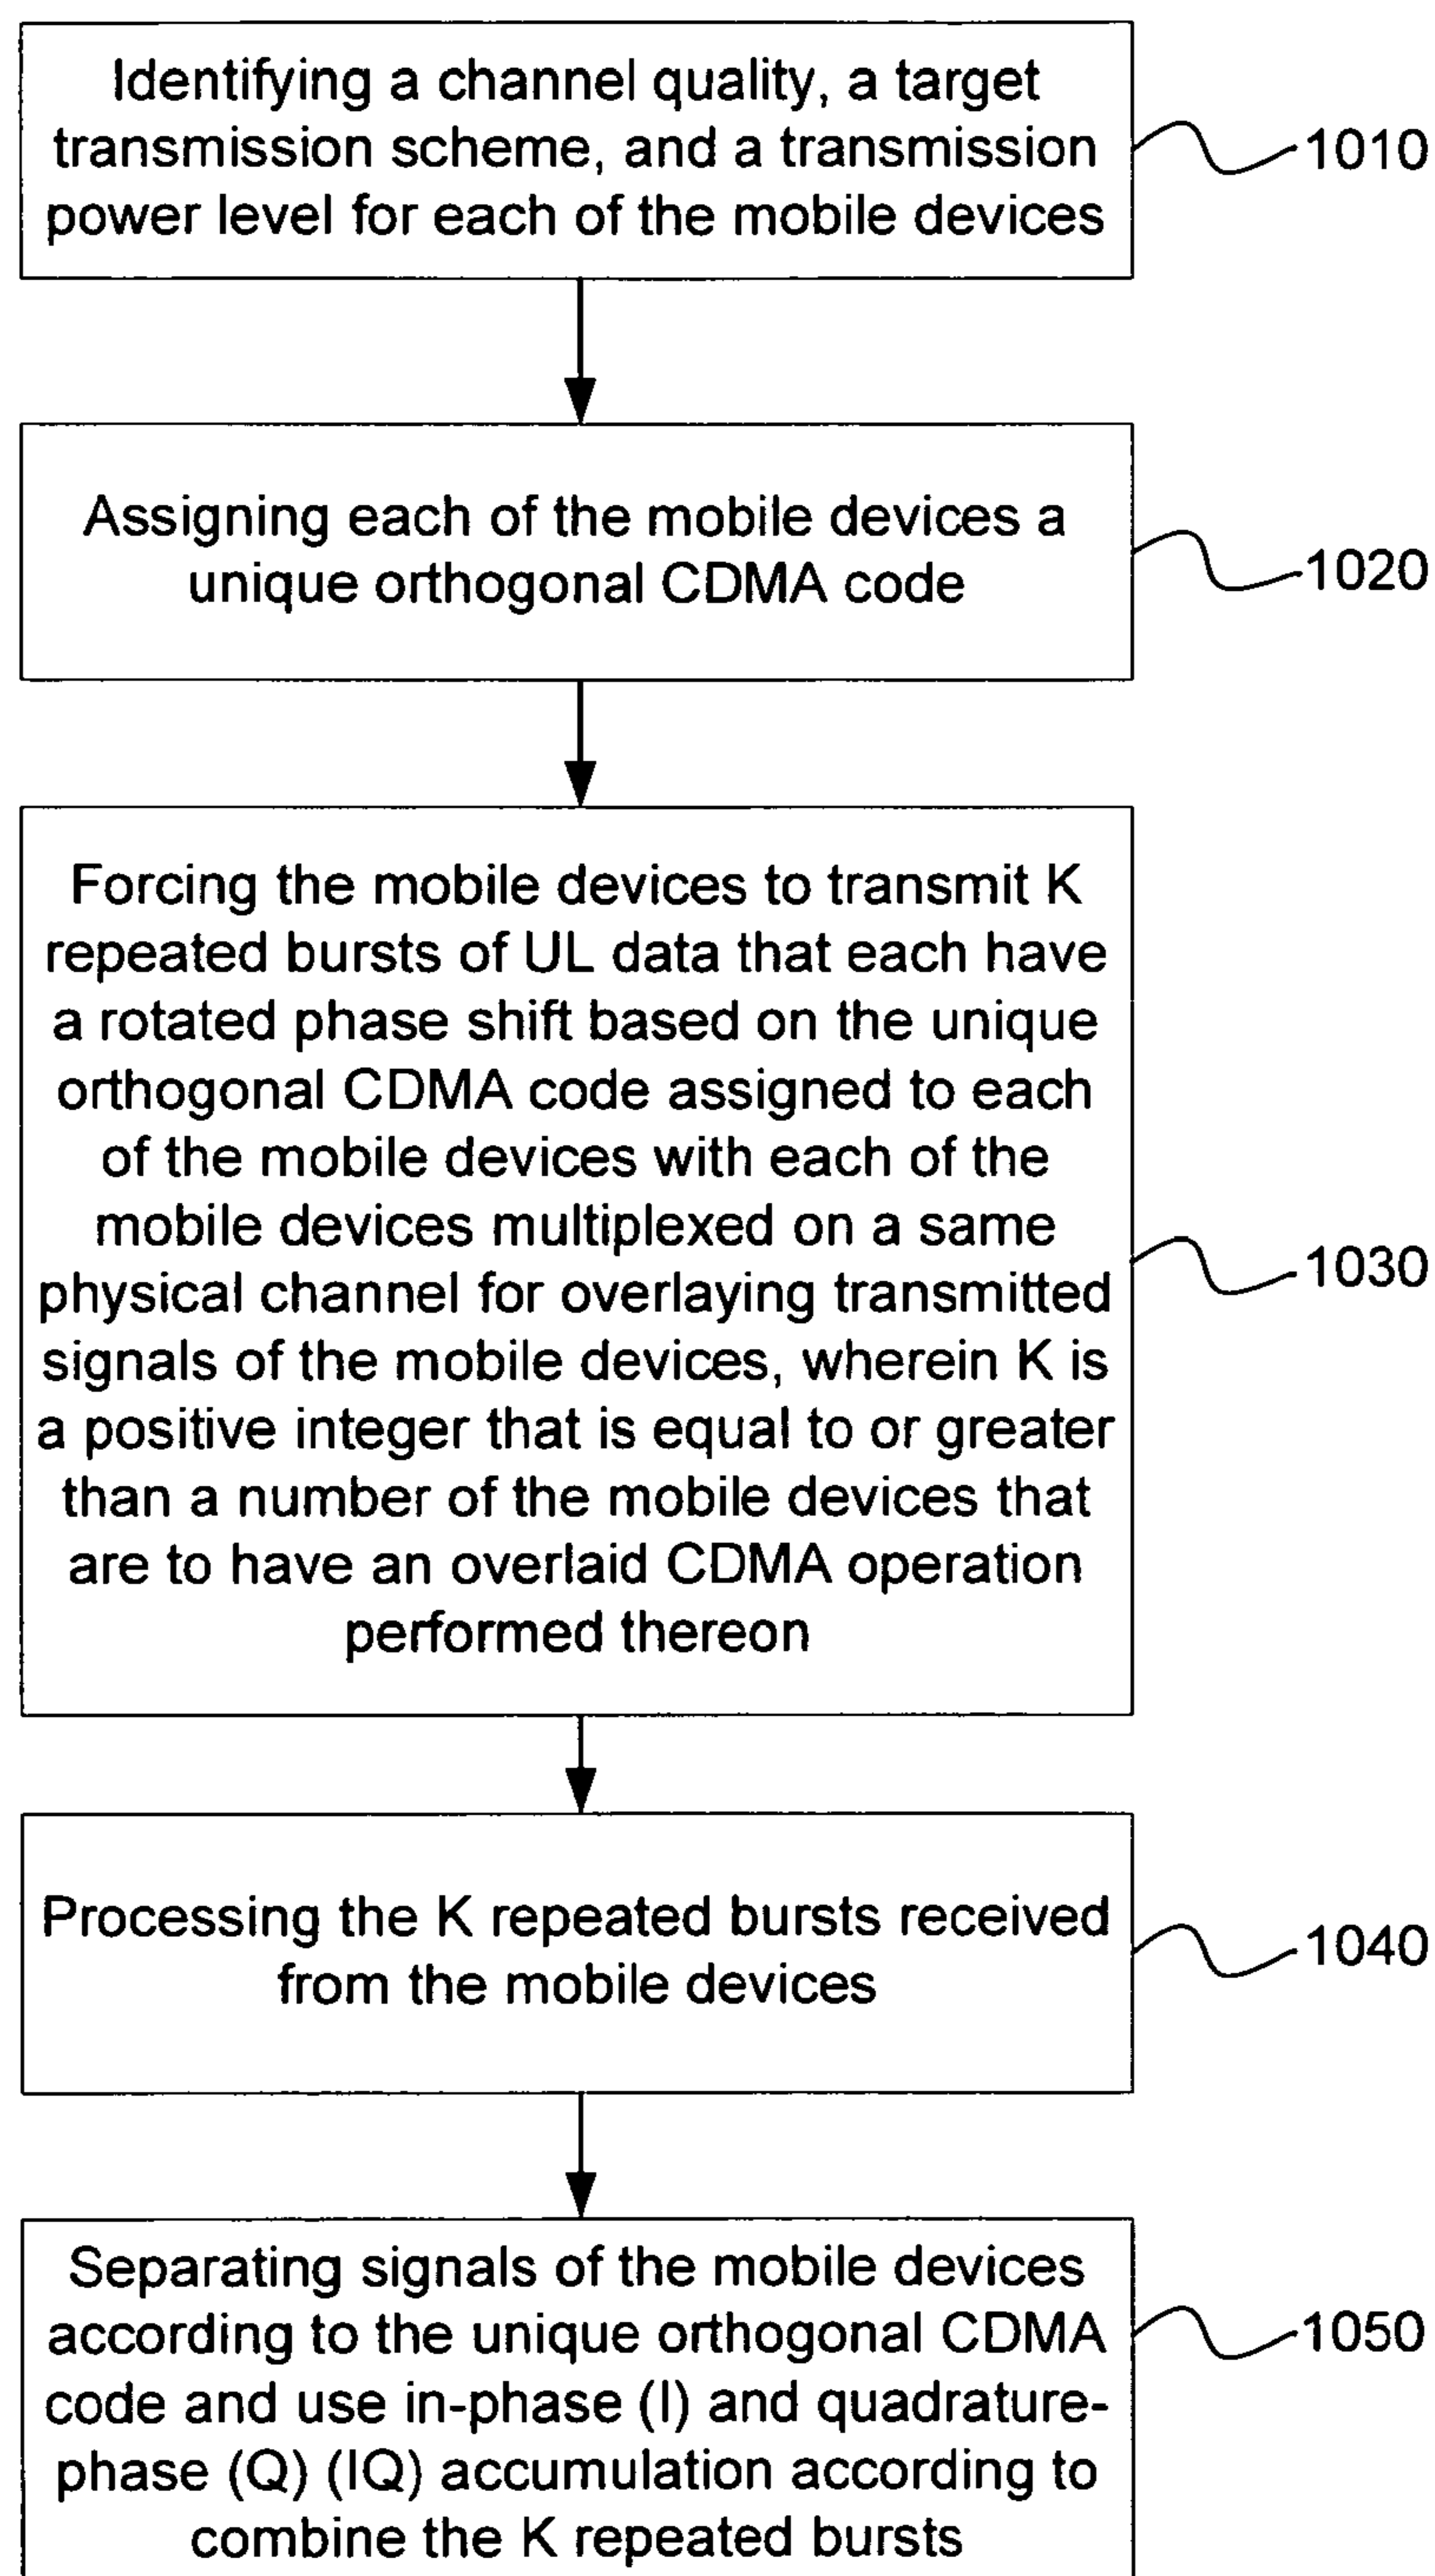 Identifying a channel quality, a target
transmission scheme, and a transmission
power level for each of the mobile devices
1010
Assigning each of the mobile devices a
unique orthogonal CDMA code
1020
Forcing the mobile devices to transmit K
repeated bursts of UL data that each have
a rotated phase shift based on the unique
orthogonal CDMA code assigned to each
of the mobile devices with each of the
mobile devices multiplexed on a same
physical channel for overlaying transmitted
signals of the mobile devices, wherein K is
a positive integer that is equal to or greater
than a number of the mobile devices that
are to have an overlaid CDMA operation
performed thereon
1030
Processing the K repeated bursts received
from the mobile devices
1040
Separating signals of the mobile devices
according to the unique orthogonal CDMA
code and use in-phase (I) and quadrature-
phase (Q) (IQ) accumulation according to
combine the K repeated bursts
1050